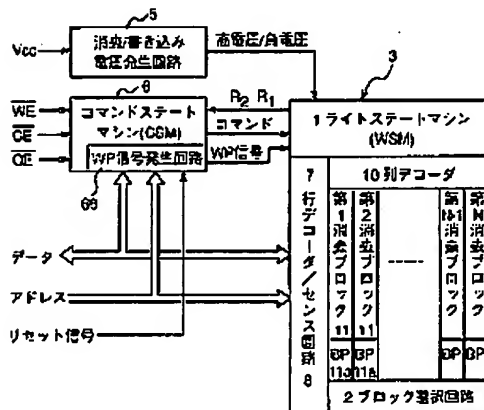 5
Vcc
消去/書き込み
電圧発生回路
高電圧/負電圧
3
6
WE
CE
OE
コマンドステート
マシン(CSM)
WP信号発生回路
66
R2 R1
コマンド
WP信号
1 ライトステートマシン
(WSM)
7
行デコーダ/センス回路
8
10 列デコーダ
第1消去ブロック
11
第2消去ブロック
11
第N-1消去ブロック
第N消去ブロック
BP
11a
BP
11a
BP
BP
2 ブロック選択回路
データ
アドレス
リセット信号